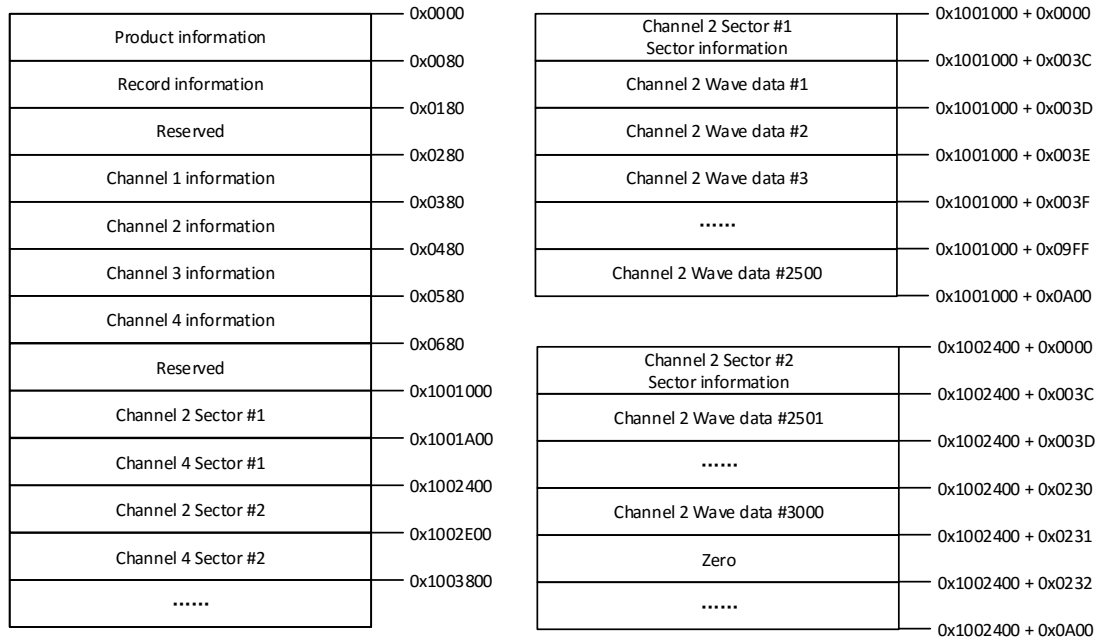 0x0000
Product information
0x0080
Record information
0x0180
Reserved
0x0280
Channel 1 information
0x0380
Channel 2 information
0x0480
Channel 3 information
0x0580
Channel 4 information
0x0680
Reserved
0x1001000
Channel 2 Sector #1
0x1001A00
Channel 4 Sector #1
0x1002400
Channel 2 Sector #2
0x1002E00
Channel 4 Sector #2
0x1003800
......
0x1001000 + 0x0000
Channel 2 Sector #1
Sector information
0x1001000 + 0x003C
Channel 2 Wave data #1
0x1001000 + 0x003D
Channel 2 Wave data #2
0x1001000 + 0x003E
Channel 2 Wave data #3
0x1001000 + 0x003F
......
0x1001000 + 0x09FF
Channel 2 Wave data #2500
0x1001000 + 0x0A00
0x1002400 + 0x0000
Channel 2 Sector #2
Sector information
0x1002400 + 0x003C
Channel 2 Wave data #2501
0x1002400 + 0x003D
......
0x1002400 + 0x0230
Channel 2 Wave data #3000
0x1002400 + 0x0231
Zero
0x1002400 + 0x0232
......
0x1002400 + 0x0A00